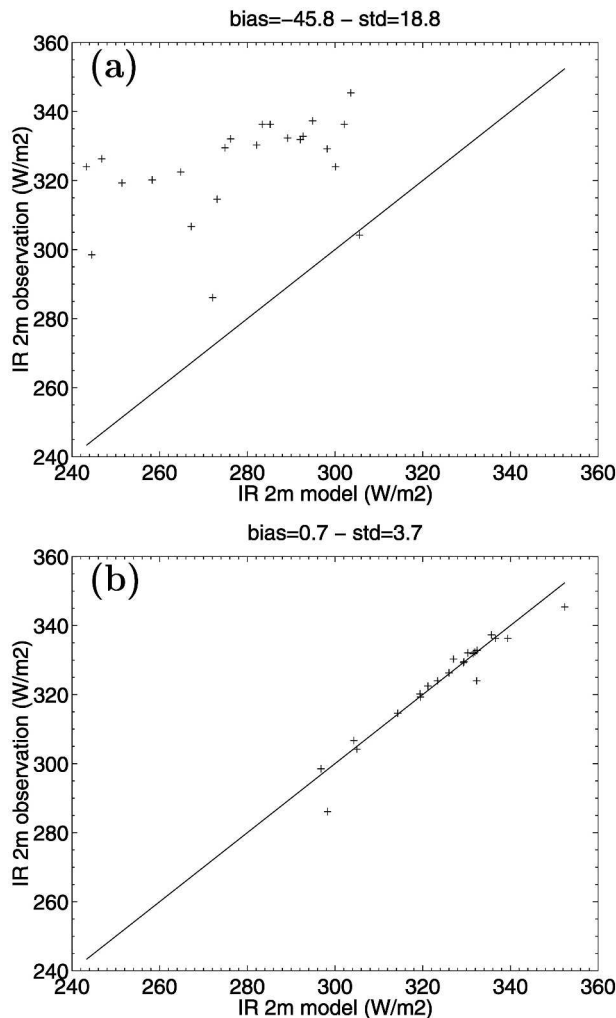 bias=−45.8 − std=18.8
(a)
360
340
320
300
280
260
240
IR 2m observation (W/m2)
240 260 280 300 320 340 360
IR 2m model (W/m2)
bias=0.7 − std=3.7
(b)
360
340
320
300
280
260
240
IR 2m observation (W/m2)
240 260 280 300 320 340 360
IR 2m model (W/m2)